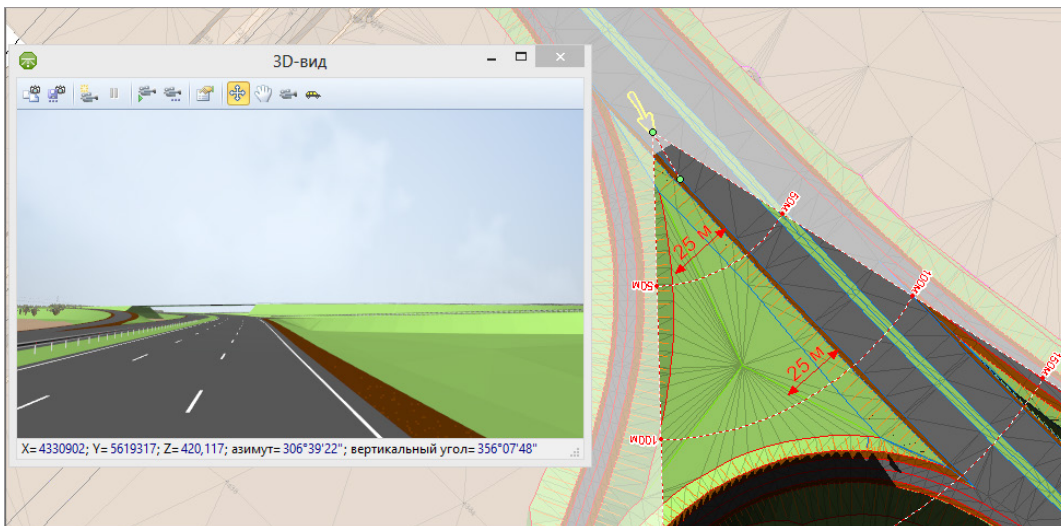 3D-вид
X= 4330902; Y= 5619317; Z= 420,117; азимут= 306°39'22"; вертикальный угол= 356°07'48"
50м
25 М
50м
100м
25 М
150м
100м